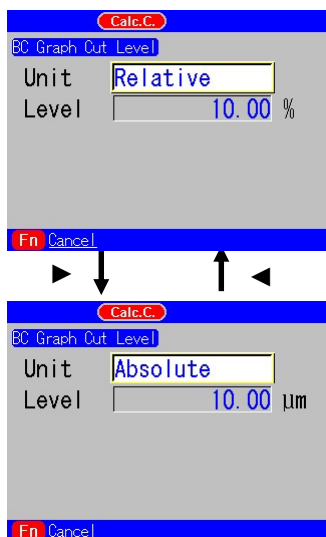 Calc.C.
BC Graph Cut Level
Unit Relative
Level 10.00 %
Fn Cancel
Calc.C.
BC Graph Cut Level
Unit Absolute
Level 10.00 µm
Fn Cancel